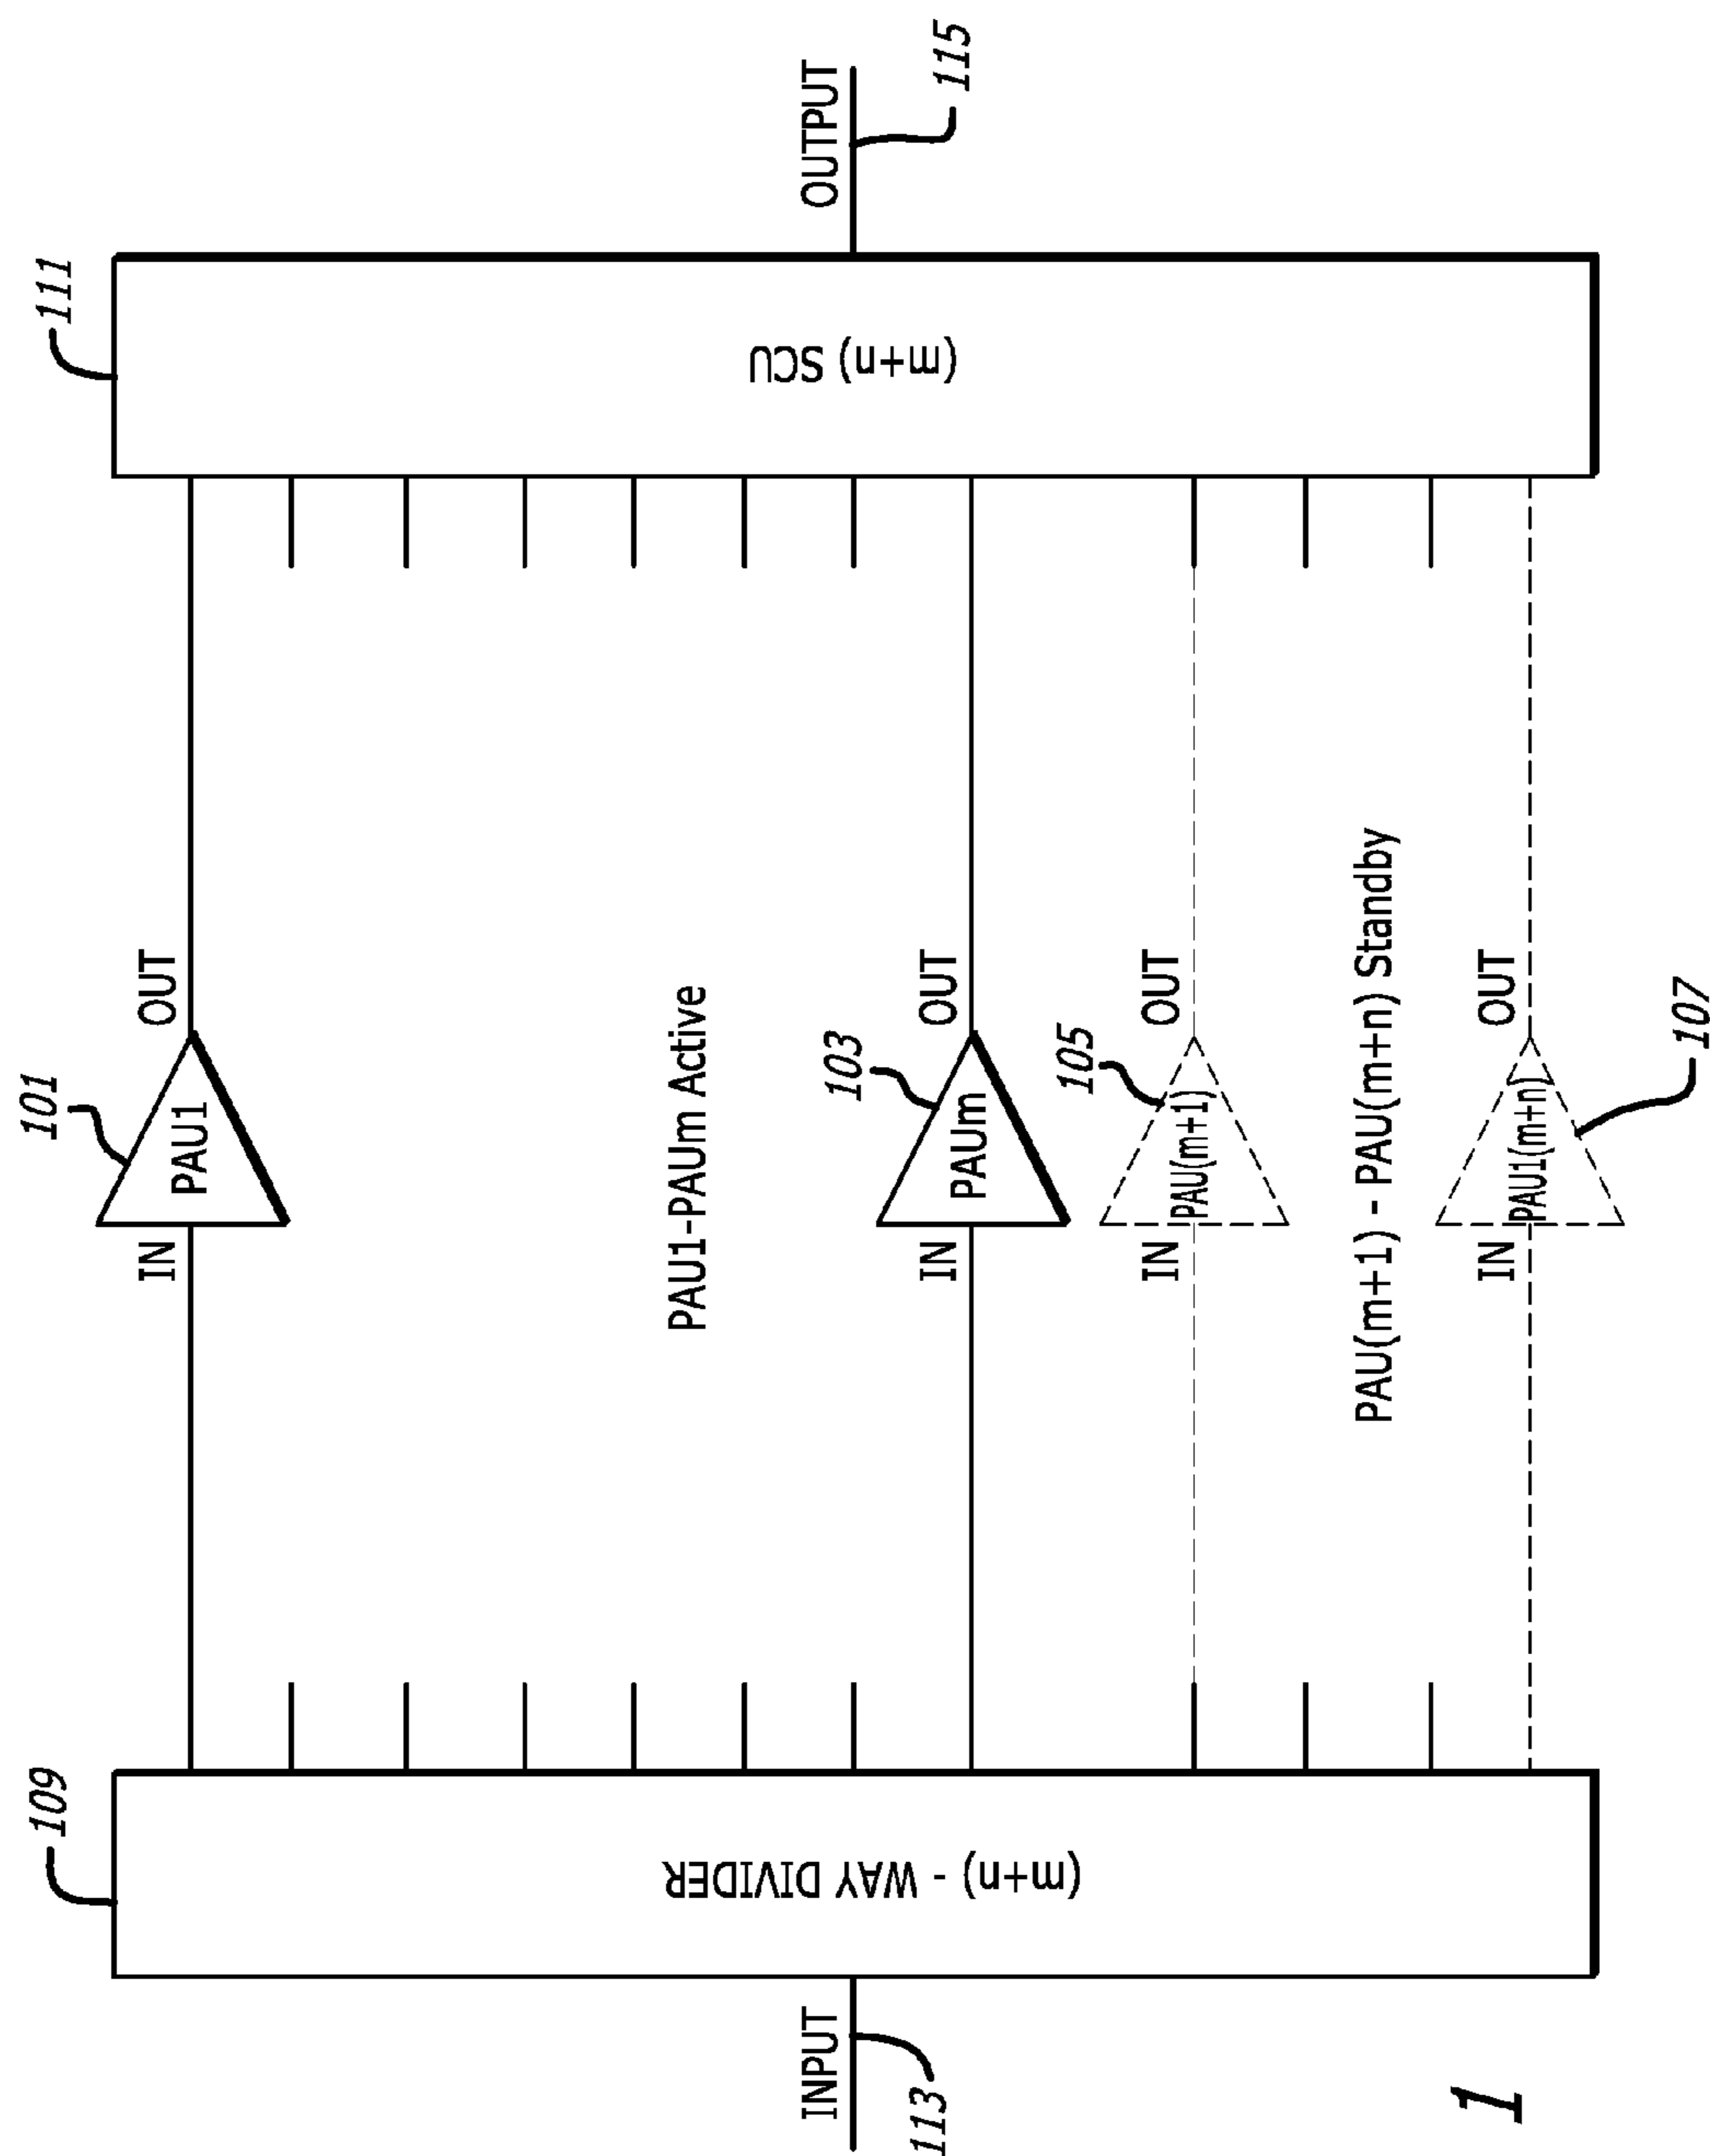 109
111
101
IN
PAU1
OUT
PAU1-PAUm Active
INPUT
113
(m+n) - WAY DIVIDER
(m+n) SCU
OUTPUT
115
103
IN
PAUm
OUT
105
IN
PAU(m+1)
OUT
PAU(m+1) - PAU(m+n) Standby
IN
PAU1(m+n)
OUT
107
1